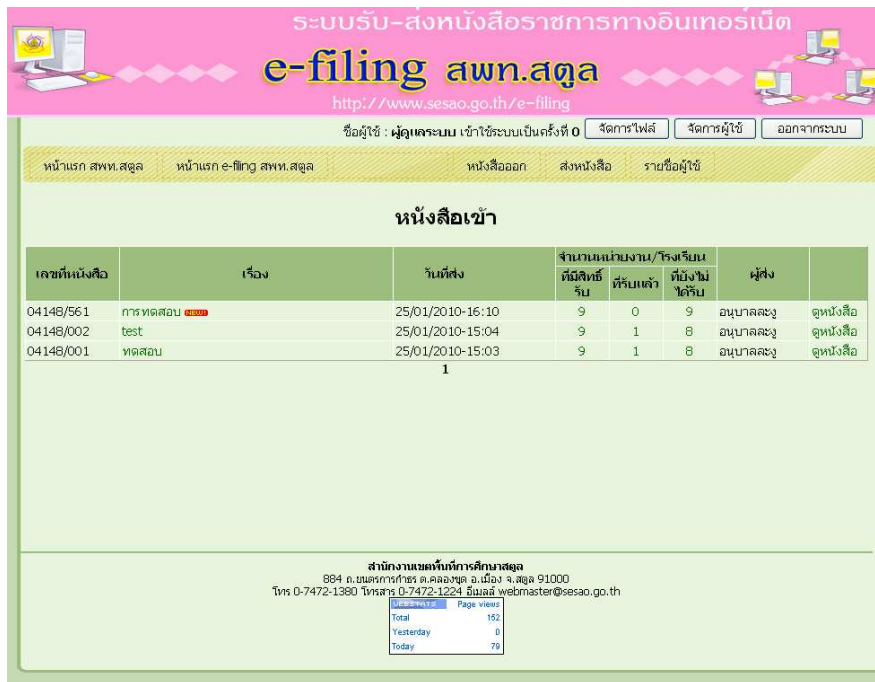 ระบบรับ-ส่งหนังสือราชการทางอินเทอร์เน็ต
e-filing สพท.สตูล
http://www.sesao.go.th/e-filing
ชื่อผู้ใช้ : ผู้ดูแลระบบ เข้าใช้ระบบเป็นครั้งที่ 0 จัดการไฟล์ จัดการผู้ใช้ ออกจากระบบ
หน้าแรก สพท.สตูล หน้าแรก e-filing สพท.สตูล หนังสือออก ส่งหนังสือ รายชื่อผู้ใช้
หนังสือเข้า
เลขที่หนังสือ เรื่อง วันที่ส่ง จำนวนหน่วยงาน/โรงเรียน ผู้ส่ง
ที่มีสิทธิ์รับ ที่รับแล้ว ที่ยังไม่ได้รับ
04148/561 การทดสอบ NEW! 25/01/2010-16:10 9 0 9 อนุบาลละงู ดูหนังสือ
04148/002 test 25/01/2010-15:04 9 1 8 อนุบาลละงู ดูหนังสือ
04148/001 ทดสอบ 25/01/2010-15:03 9 1 8 อนุบาลละงู ดูหนังสือ
1
สำนักงานเขตพื้นที่การศึกษาสตูล
884 ถ.ยนตรการกำธร ต.คลองขุด อ.เมือง จ.สตูล 91000
โทร 0-7472-1380 โทรสาร 0-7472-1224 อีเมลล์ webmaster@sesao.go.th
WEBSTATS Page views
Total 152
Yesterday 0
Today 79